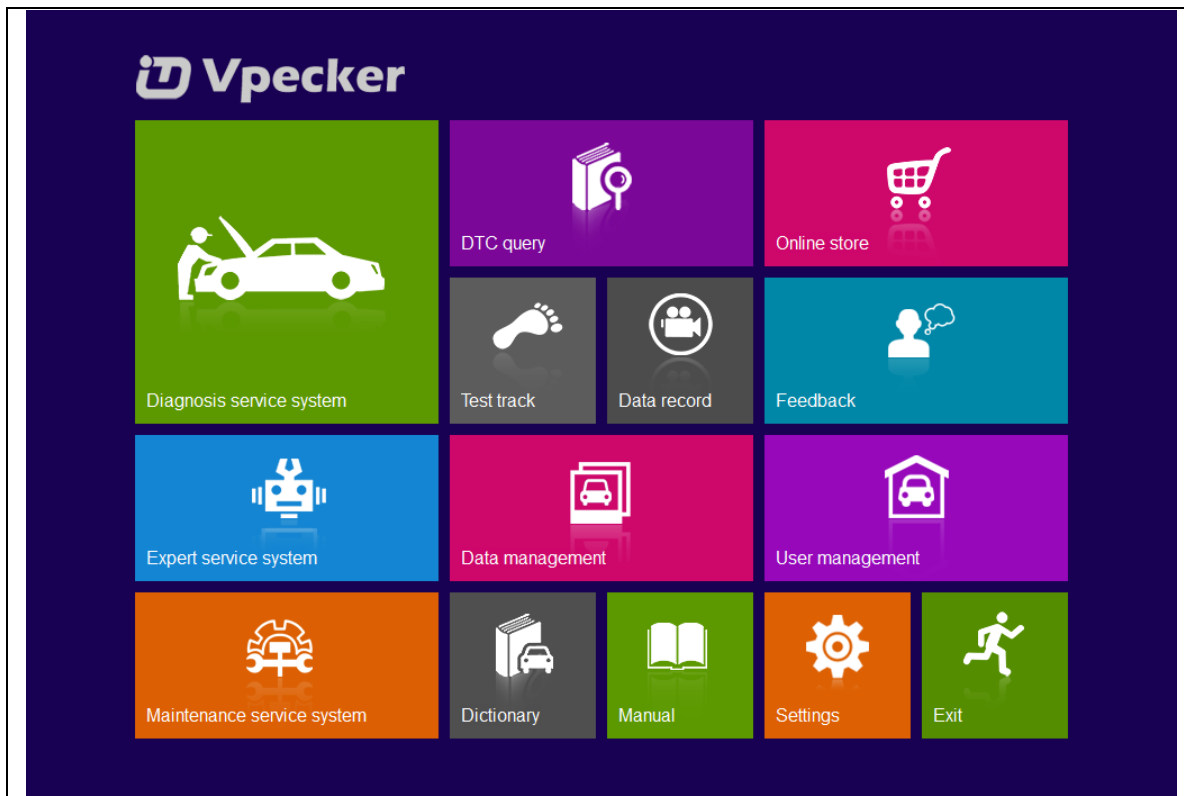 Vpecker
DTC query
Online store
Diagnosis service system
Test track
Data record
Feedback
Expert service system
Data management
User management
Maintenance service system
Dictionary
Manual
Settings
Exit